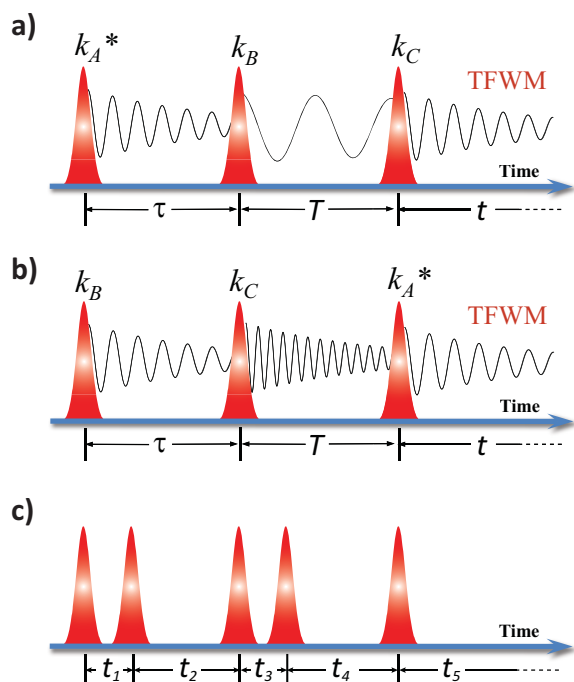 a)
k_A* k_B k_C
TFWM
Time
τ T t
b)
k_B k_C k_A*
TFWM
Time
τ T t
c)
Time
t_1 t_2 t_3 t_4 t_5